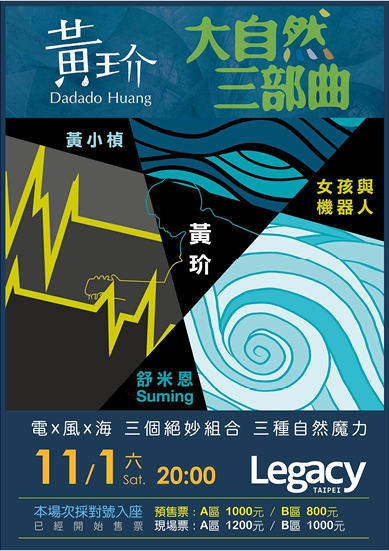 黃玠
Dadado Huang
大自然
三部曲
黃小楨
女孩與
機器人
黃
玠
舒米恩
Suming
電x風x海 三個絕妙組合 三種自然魔力
11/1 六 Sat. 20:00
Legacy
TAIPEI
本場次採對號入座 預售票：A區 1000元 / B區 800元
已經開始售票 現場票：A區 1200元 / B區 1000元